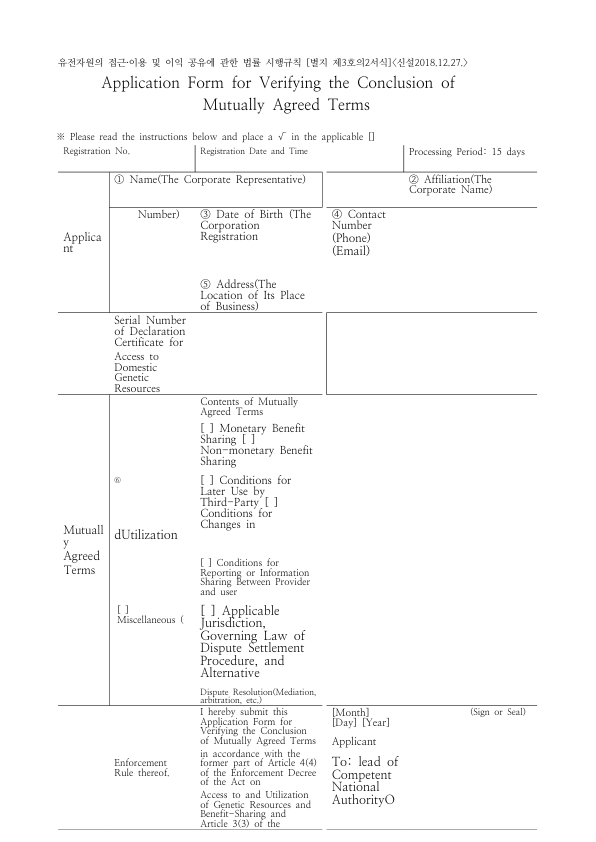 유전자원의 접근·이용 및 이익 공유에 관한 법률 시행규칙 [별지 제3호의2서식]<신설2018.12.27.>
Application Form for Verifying the Conclusion of
Mutually Agreed Terms
※ Please read the instructions below and place a √ in the applicable []
Registration No.
Registration Date and Time
Processing Period: 15 days
① Name(The Corporate Representative)
② Affiliation(The
Corporate Name)
Applica
nt
Number)
③ Date of Birth (The
Corporation
Registration
④ Contact
Number
(Phone)
(Email)
⑤ Address(The
Location of Its Place
of Business)
Serial Number
of Declaration
Certificate for
Access to
Domestic
Genetic
Resources
Mutuall
y
Agreed
Terms
Contents of Mutually
Agreed Terms
[ ] Monetary Benefit
Sharing [ ]
Non-monetary Benefit
Sharing
⑥
[ ] Conditions for
Later Use by
Third-Party [ ]
Conditions for
Changes in
dUtilization
[ ] Conditions for
Reporting or Information
Sharing Between Provider
and user
[ ]
Miscellaneous (
[ ] Applicable
Jurisdiction,
Governing Law of
Dispute Settlement
Procedure, and
Alternative
Dispute Resolution(Mediation,
arbitration, etc.)
Enforcement
Rule thereof.
I hereby submit this
Application Form for
Verifying the Conclusion
of Mutually Agreed Terms
in accordance with the
former part of Article 4(4)
of the Enforcement Decree
of the Act on
Access to and Utilization
of Genetic Resources and
Benefit-Sharing and
Article 3(3) of the
[Month]
[Day] [Year]
(Sign or Seal)
Applicant
To: lead of
Competent
National
AuthorityO